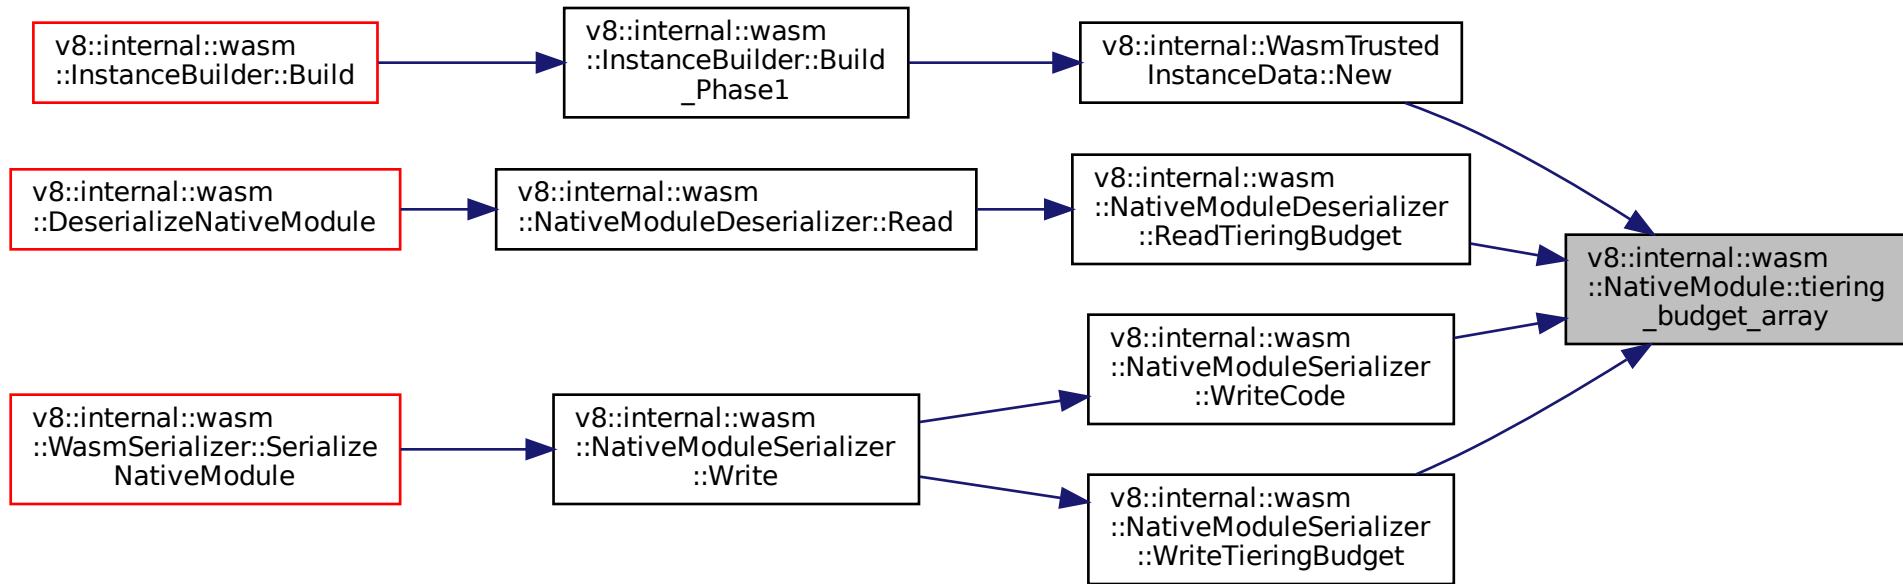 v8::internal::wasm
::InstanceBuilder::Build
v8::internal::wasm
::InstanceBuilder::Build
_Phase1
v8::internal::WasmTrusted
InstanceData::New
v8::internal::wasm
::DeserializeNativeModule
v8::internal::wasm
::NativeModuleDeserializer::Read
v8::internal::wasm
::NativeModuleDeserializer
::ReadTieringBudget
v8::internal::wasm
::NativeModule::tiering
_budget_array
v8::internal::wasm
::NativeModuleSerializer
::WriteCode
v8::internal::wasm
::WasmSerializer::Serialize
NativeModule
v8::internal::wasm
::NativeModuleSerializer
::Write
v8::internal::wasm
::NativeModuleSerializer
::WriteTieringBudget